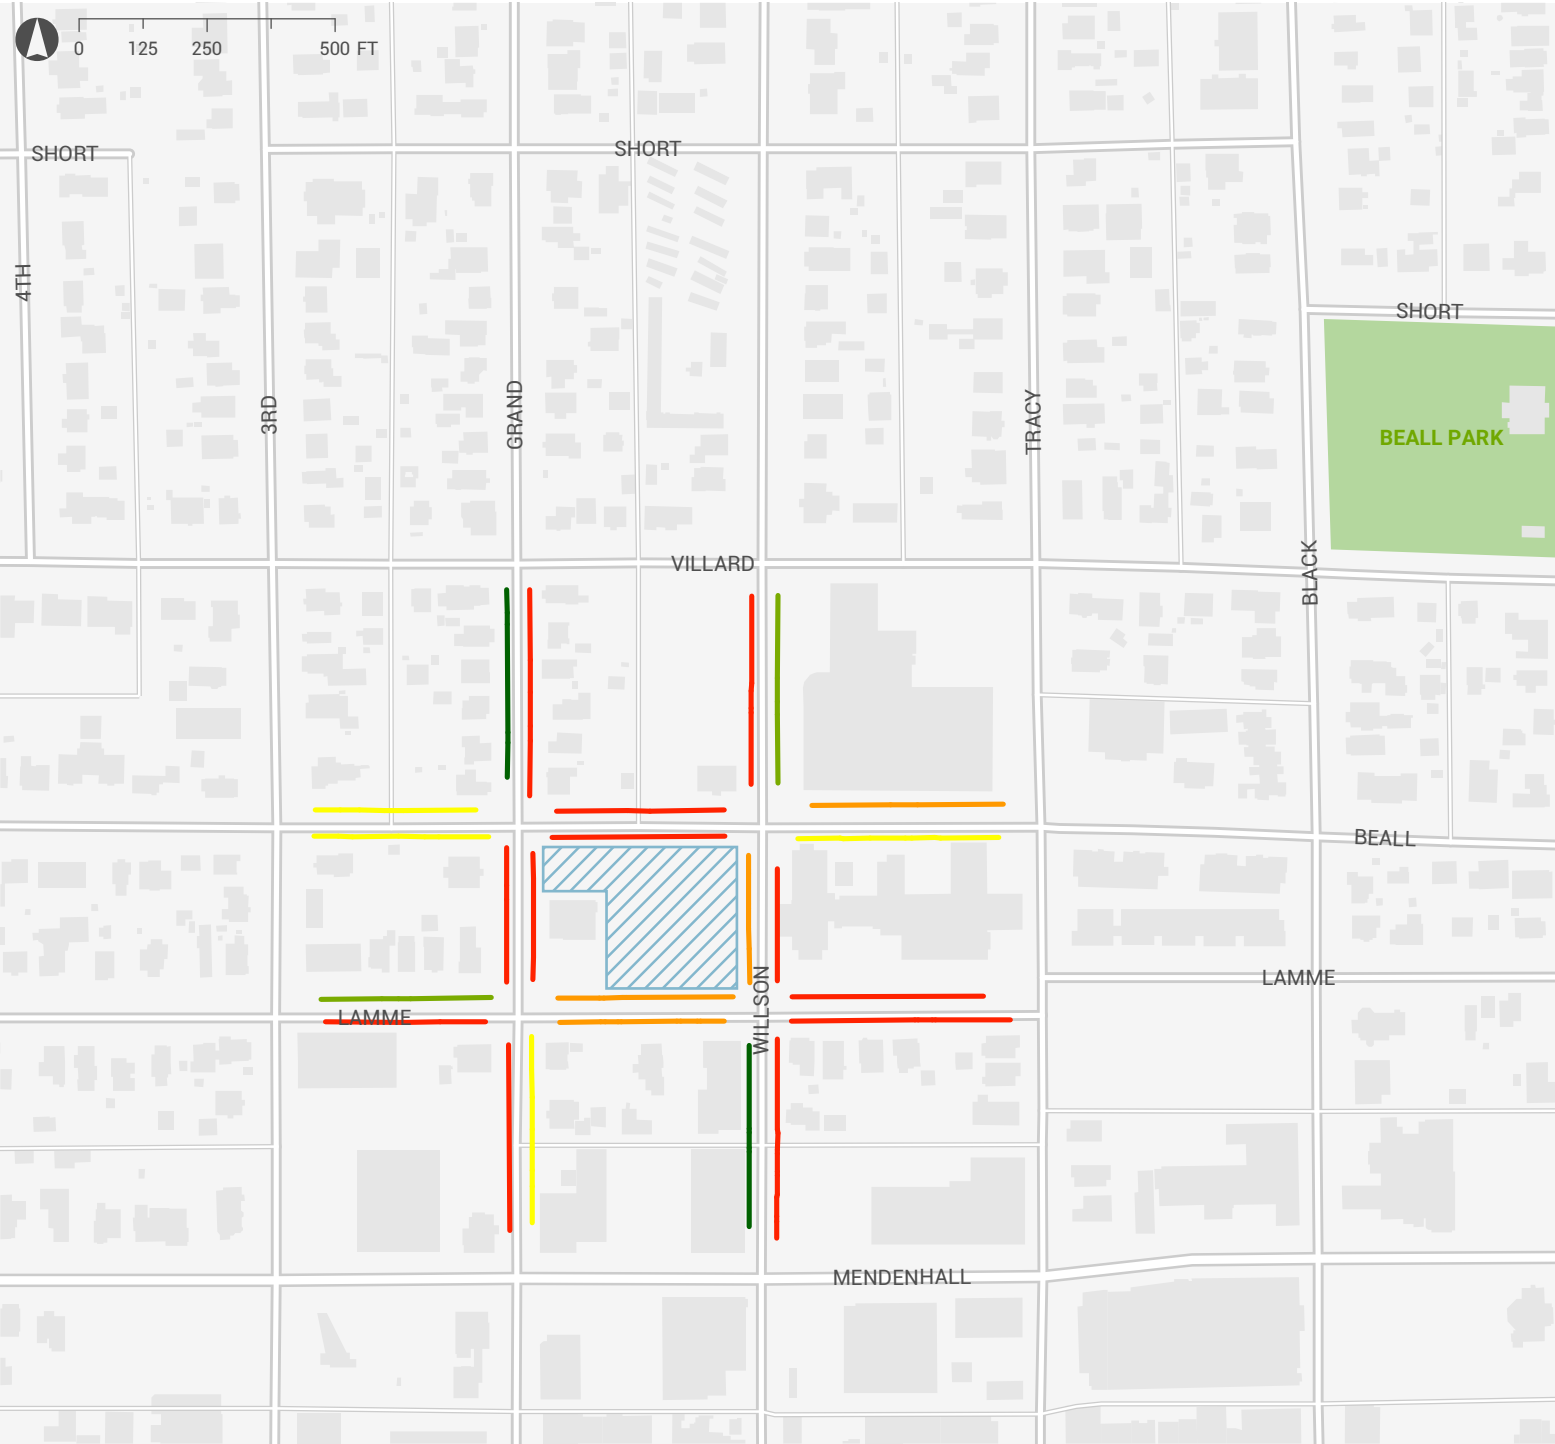 0 125 250 500 FT
SHORT
SHORT
4TH
SHORT
3RD
GRAND
TRACY
BEALL PARK
VILLARD
BLACK
BEALL
LAMME
WILLSON
LAMME
MENDENHALL